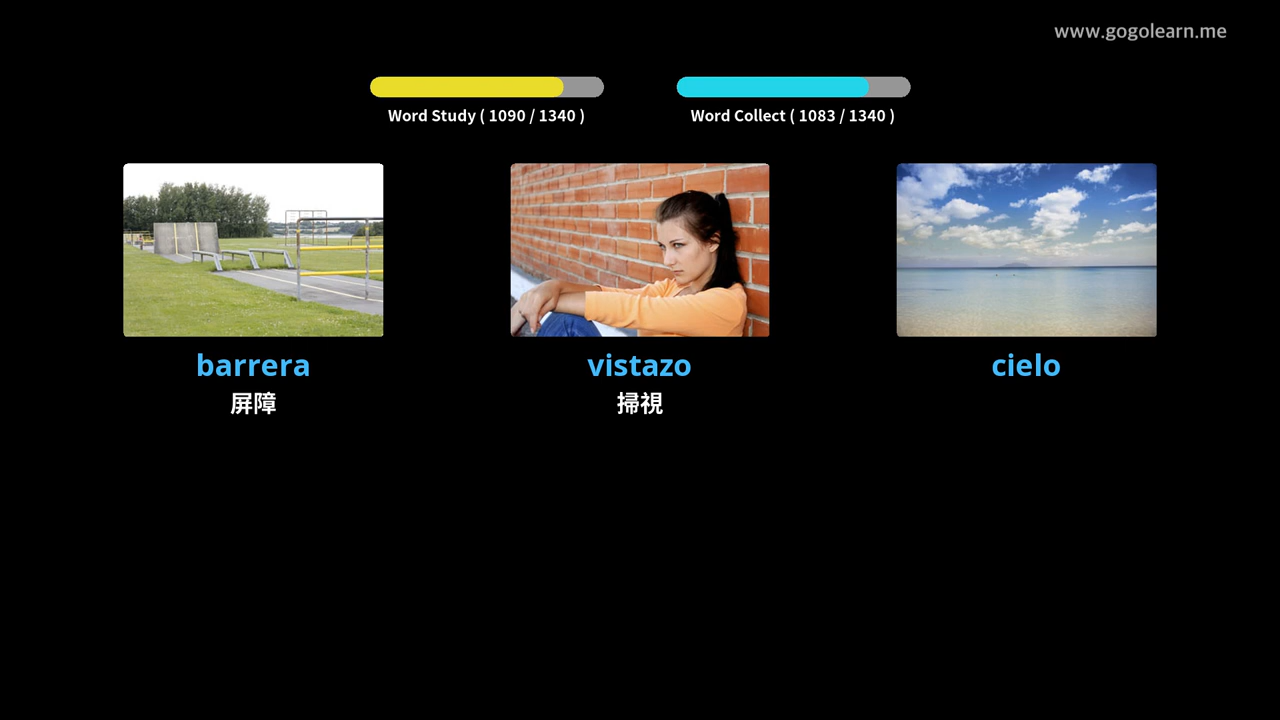 www.gogolearn.me
Word Study ( 1090 / 1340 )
Word Collect ( 1083 / 1340 )
barrera
屏障
vistazo
掃視
cielo